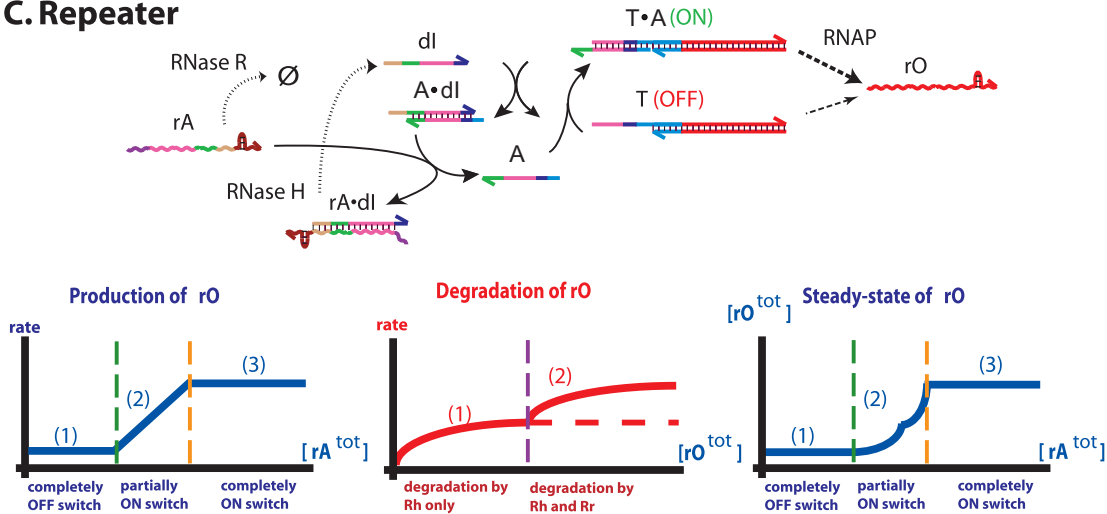 C. Repeater
T•A (ON)
dI
RNAP
RNase R
Ø
rO
A•dI
T (OFF)
rA
A
RNase H
rA•dI
Production of rO
Degradation of rO
Steady-state of rO
[rO tot ]
rate
rate
(3)
(3)
(2)
(2)
(2)
(1)
(1)
(1)
[ rA tot ]
[rO tot ]
[ rA tot ]
completely
OFF switch
partially
ON switch
completely
ON switch
degradation by
Rh only
degradation by
Rh and Rr
completely
OFF switch
partially
ON switch
completely
ON switch